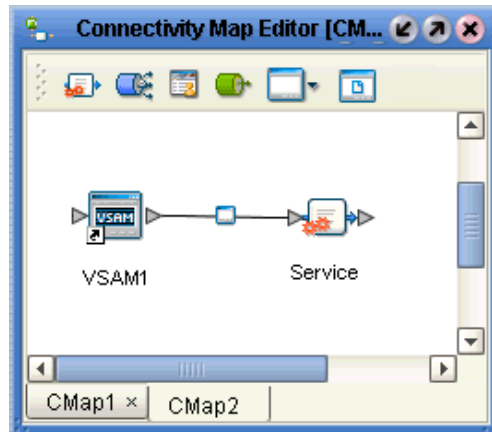 Connectivity Map Editor [CM...
VSAM
VSAM1
Service
CMap1 ×
CMap2